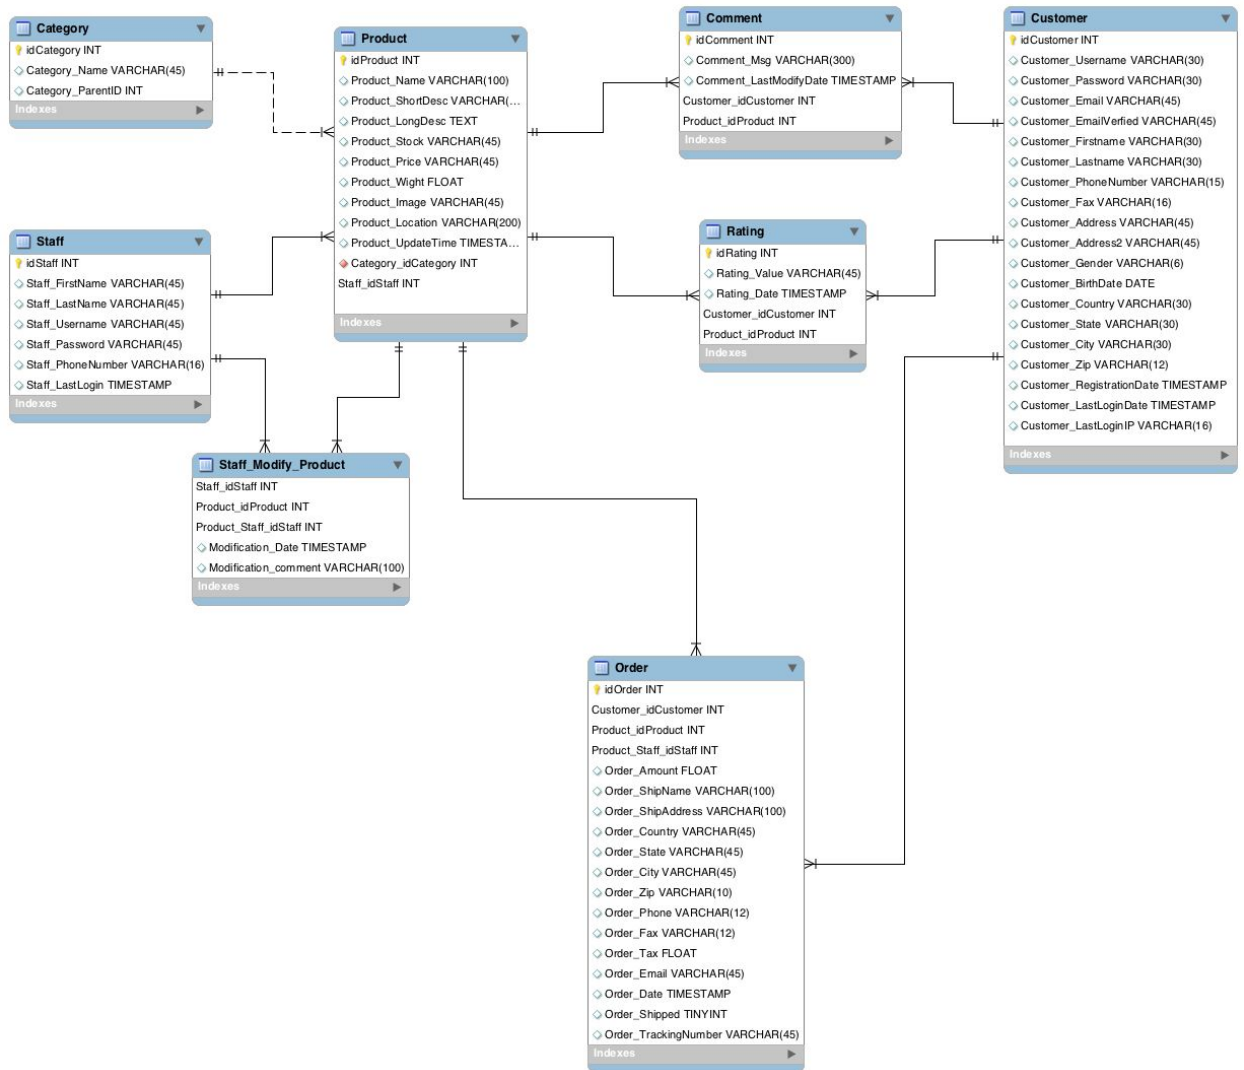 Category
idCategory INT
Category_Name VARCHAR(45)
Category_ParentID INT
Indexes
Product
idProduct INT
Product_Name VARCHAR(100)
Product_ShortDesc VARCHAR(...
Product_LongDesc TEXT
Product_Stock VARCHAR(45)
Product_Price VARCHAR(45)
Product_Wight FLOAT
Product_Image VARCHAR(45)
Product_Location VARCHAR(200)
Product_UpdateTime TIMESTA...
Category_idCategory INT
Staff_idStaff INT
Indexes
Comment
idComment INT
Comment_Msg VARCHAR(300)
Comment_LastModifyDate TIMESTAMP
Customer_idCustomer INT
Product_idProduct INT
Indexes
Customer
idCustomer INT
Customer_Username VARCHAR(30)
Customer_Password VARCHAR(30)
Customer_Email VARCHAR(45)
Customer_EmailVerfied VARCHAR(45)
Customer_Firstname VARCHAR(30)
Customer_Lastname VARCHAR(30)
Customer_PhoneNumber VARCHAR(15)
Customer_Fax VARCHAR(16)
Customer_Address VARCHAR(45)
Customer_Address2 VARCHAR(45)
Customer_Gender VARCHAR(6)
Customer_BirthDate DATE
Customer_Country VARCHAR(30)
Customer_State VARCHAR(30)
Customer_City VARCHAR(30)
Customer_Zip VARCHAR(12)
Customer_RegistrationDate TIMESTAMP
Customer_LastLoginDate TIMESTAMP
Customer_LastLoginIP VARCHAR(16)
Indexes
Staff
idStaff INT
Staff_FirstName VARCHAR(45)
Staff_LastName VARCHAR(45)
Staff_Username VARCHAR(45)
Staff_Password VARCHAR(45)
Staff_PhoneNumber VARCHAR(16)
Staff_LastLogin TIMESTAMP
Indexes
Rating
idRating INT
Rating_Value VARCHAR(45)
Rating_Date TIMESTAMP
Customer_idCustomer INT
Product_idProduct INT
Indexes
Staff_Modify_Product
Staff_idStaff INT
Product_idProduct INT
Product_Staff_idStaff INT
Modification_Date TIMESTAMP
Modification_comment VARCHAR(100)
Indexes
Order
idOrder INT
Customer_idCustomer INT
Product_idProduct INT
Product_Staff_idStaff INT
Order_Amount FLOAT
Order_ShipName VARCHAR(100)
Order_ShipAddress VARCHAR(100)
Order_Country VARCHAR(45)
Order_State VARCHAR(45)
Order_City VARCHAR(45)
Order_Zip VARCHAR(10)
Order_Phone VARCHAR(12)
Order_Fax VARCHAR(12)
Order_Tax FLOAT
Order_Email VARCHAR(45)
Order_Date TIMESTAMP
Order_Shipped TINYINT
Order_TrackingNumber VARCHAR(45)
Indexes